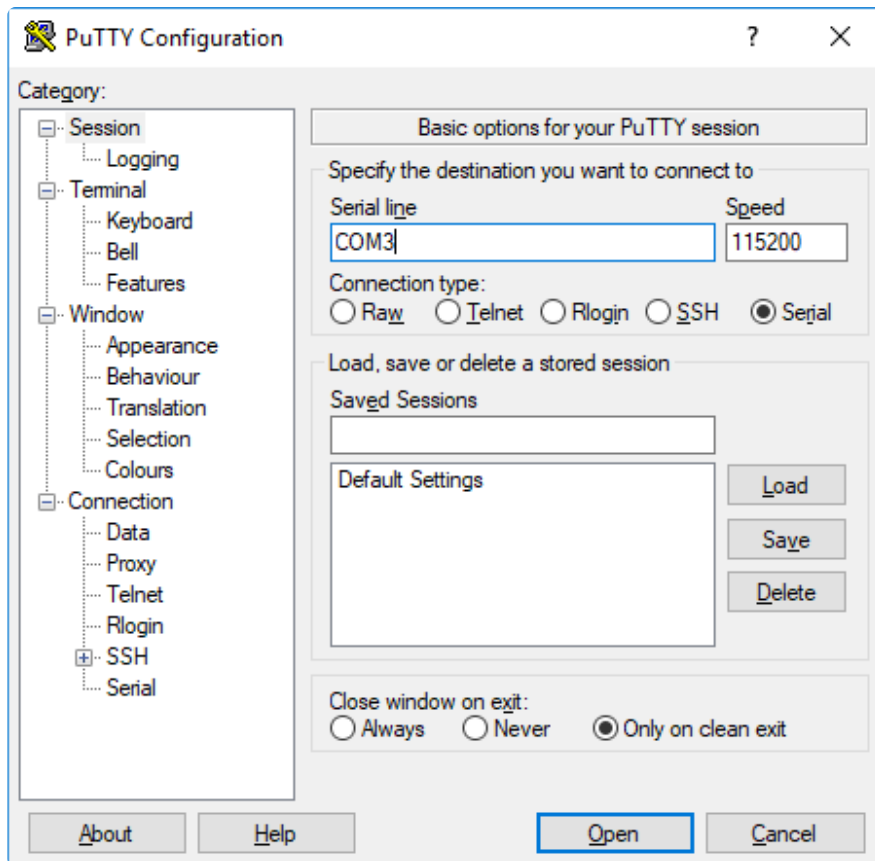 PuTTY Configuration
?
Category:
Session
Logging
Terminal
Keyboard
Bell
Features
Window
Appearance
Behaviour
Translation
Selection
Colours
Connection
Data
Proxy
Telnet
Rlogin
SSH
Serial
Basic options for your PuTTY session
Specify the destination you want to connect to
Serial line Speed
COM3 115200
Connection type:
Raw Telnet Rlogin SSH Serial
Load, save or delete a stored session
Saved Sessions
Default Settings
Load
Save
Delete
Close window on exit:
Always Never Only on clean exit
About Help Open Cancel